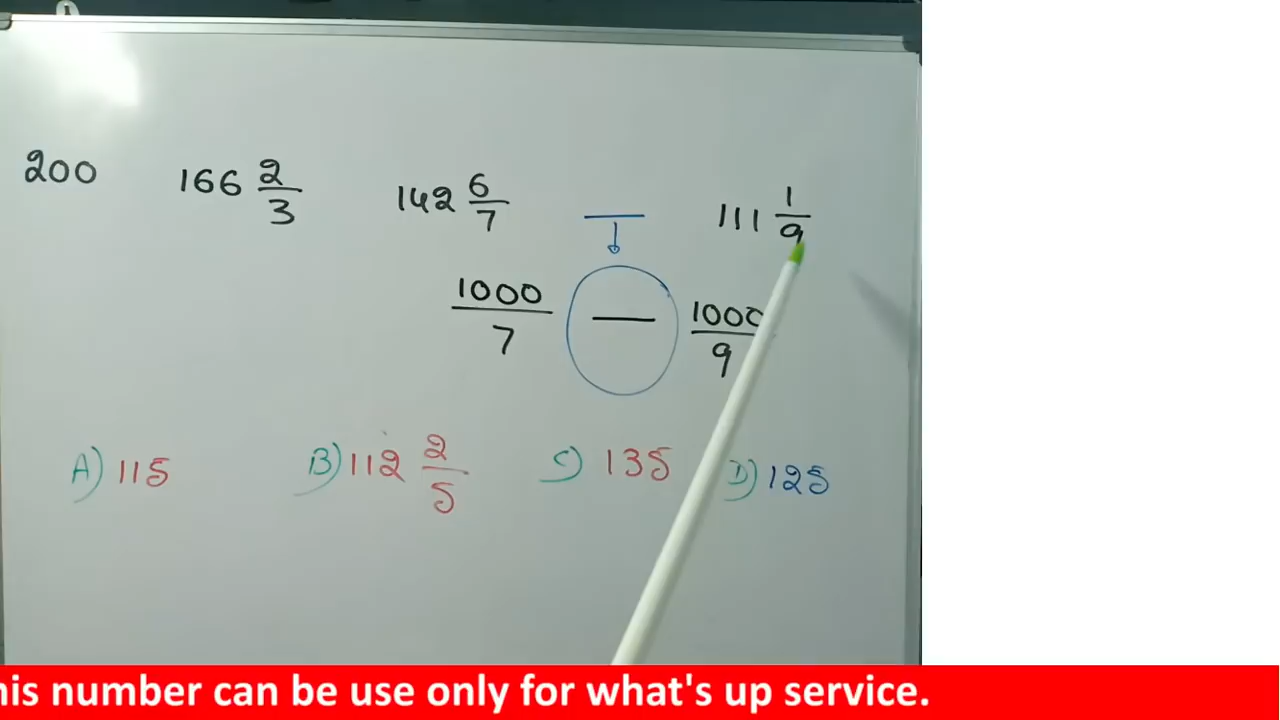 200 166 2/3 142 6/7 — 111 1/9
1000/7 — 1000/9
A) 115 B) 112 2/5 C) 135 D) 125
his number can be use only for what's up service.